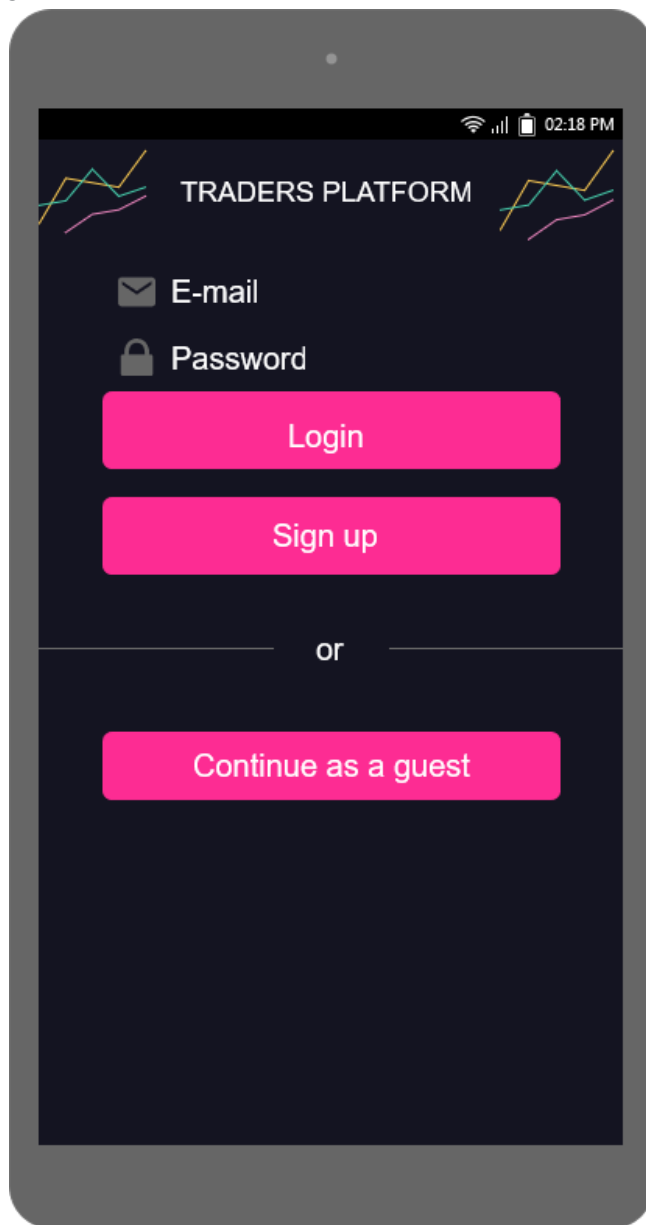 02:18 PM
TRADERS PLATFORM
E-mail
Password
Login
Sign up
or
Continue as a guest